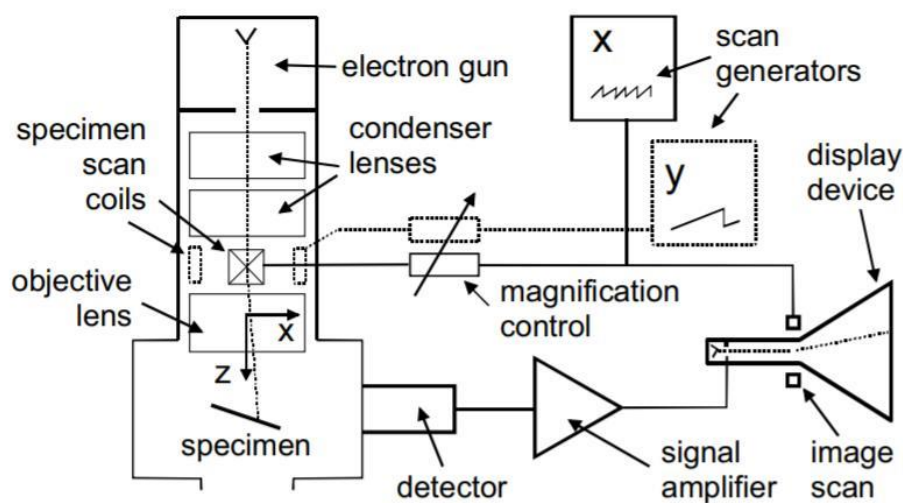 electron gun
specimen
scan
coils
condenser
lenses
objective
lens
x
z
specimen
detector
signal
amplifier
magnification
control
x
scan
generators
y
display
device
image
scan